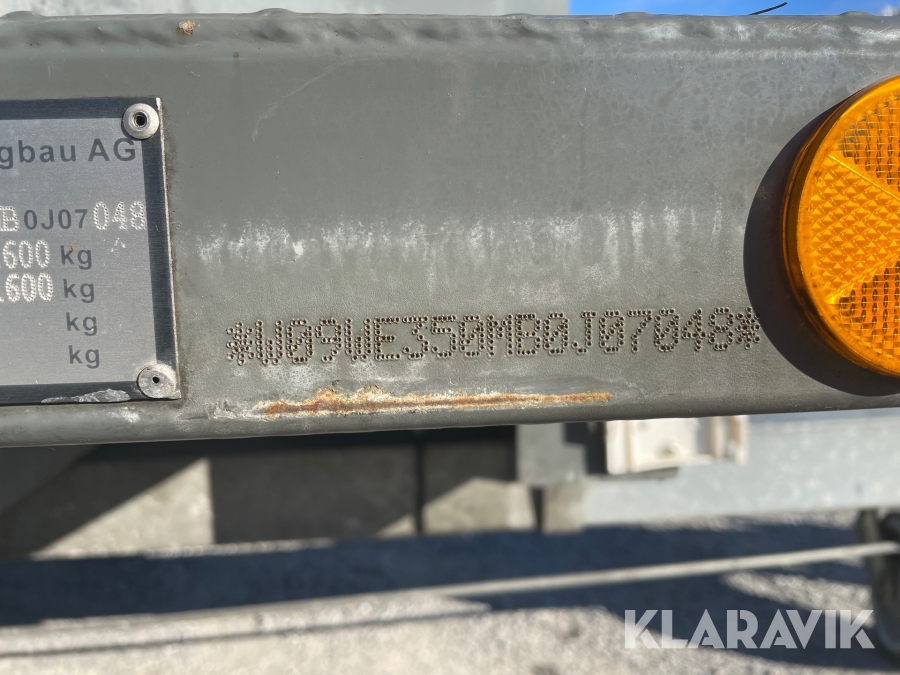 gbau AG
B0J07048
600 kg
600 kg
kg
kg
*W09WE350MB0J07048*
KLARAVIK